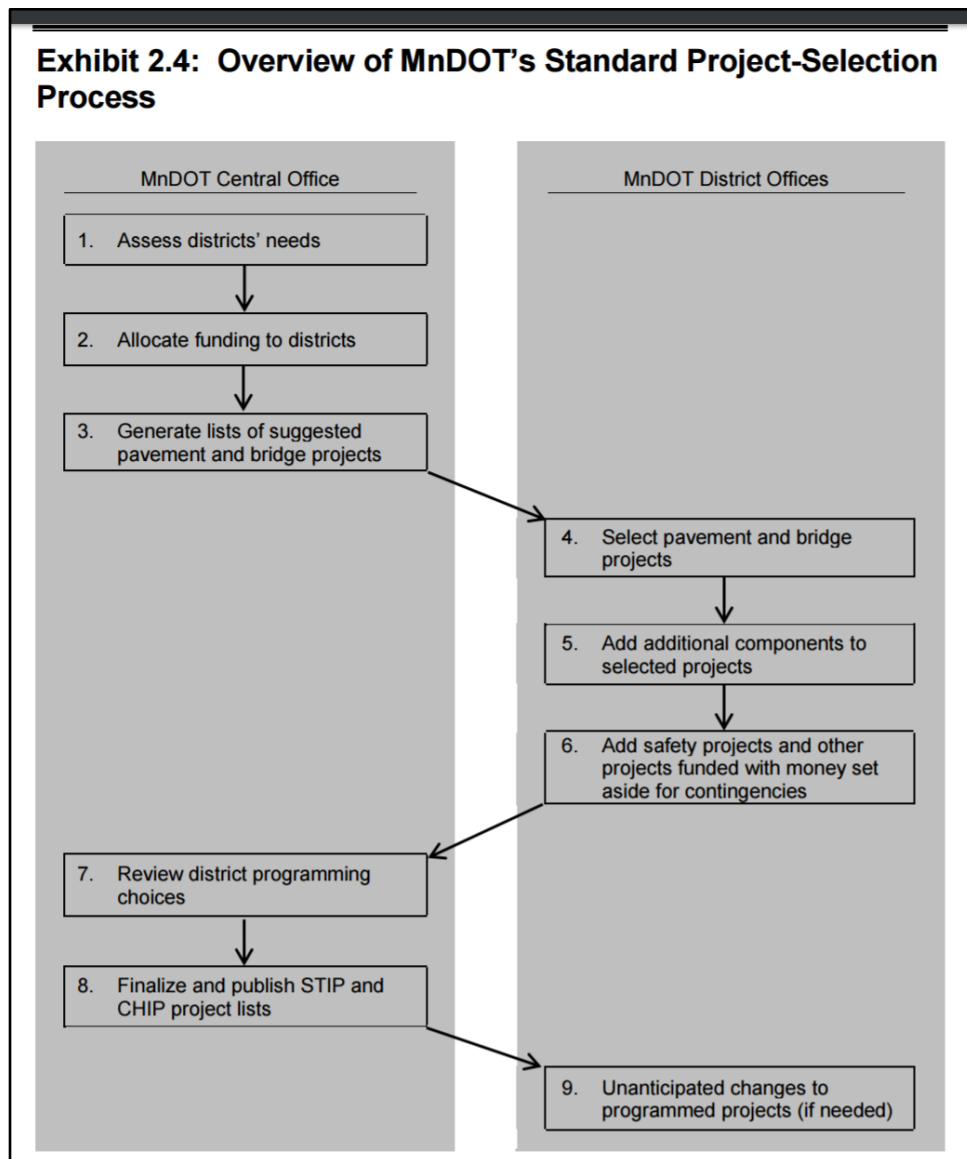 Exhibit 2.4:  Overview of MnDOT's Standard Project-Selection
Process
MnDOT Central Office
MnDOT District Offices
1. Assess districts' needs
2. Allocate funding to districts
3. Generate lists of suggested
pavement and bridge projects
4. Select pavement and bridge
projects
5. Add additional components to
selected projects
6. Add safety projects and other
projects funded with money set
aside for contingencies
7. Review district programming
choices
8. Finalize and publish STIP and
CHIP project lists
9. Unanticipated changes to
programmed projects (if needed)